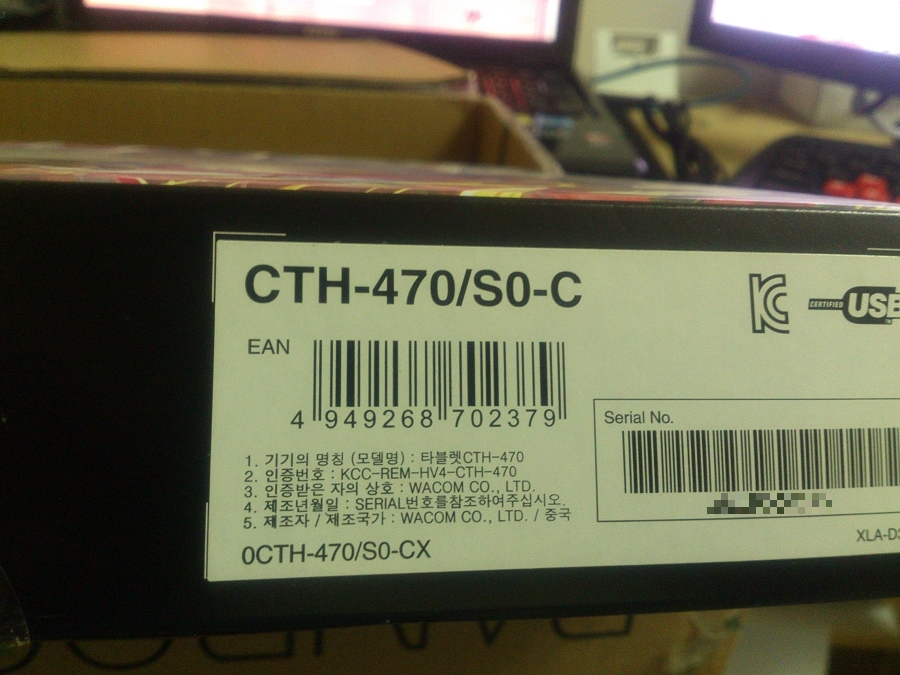 CTH-470/S0-C
CERTIFIED USB
EAN
4 949268 702379
Serial No.
1. 기기의 명칭 (모델명) : 타블렛CTH-470
2. 인증번호 : KCC-REM-HV4-CTH-470
3. 인증받은 자의 상호 : WACOM CO., LTD.
4. 제조년월일 : SERIAL번호를참조하여주십시오.
5. 제조자 / 제조국가 : WACOM CO., LTD. / 중국
XLA-D3
0CTH-470/S0-CX